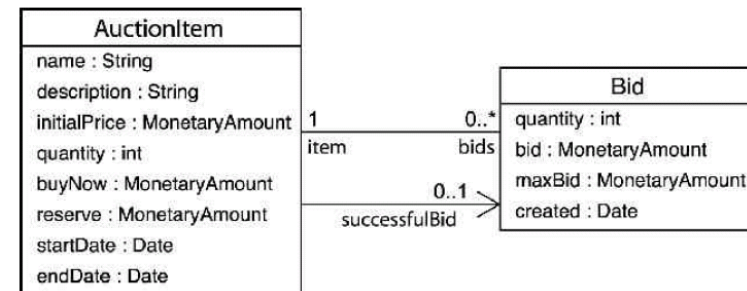 AuctionItem
name : String
description : String
initialPrice : MonetaryAmount
quantity : int
buyNow : MonetaryAmount
reserve : MonetaryAmount
startDate : Date
endDate : Date
1
0..*
item
bids
0..1
successfulBid
Bid
quantity : int
bid : MonetaryAmount
maxBid : MonetaryAmount
created : Date